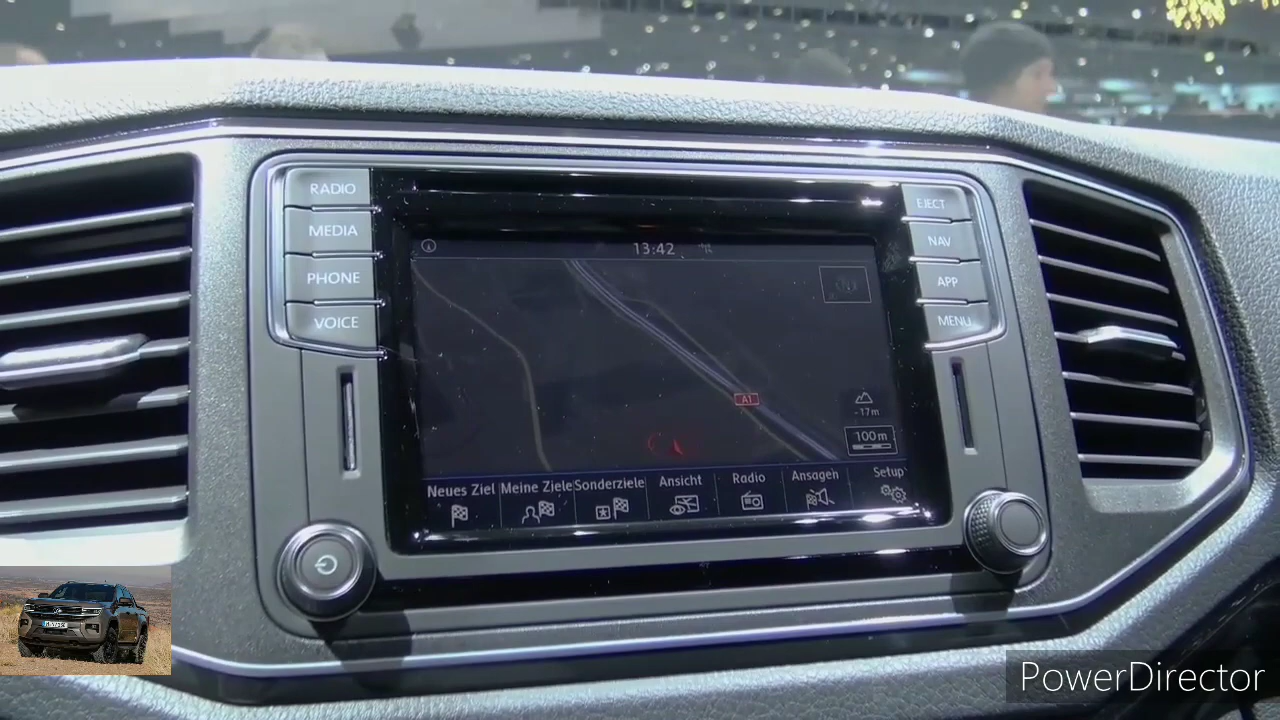 RADIO
MEDIA
PHONE
VOICE
EJECT
NAV
APP
MENU
13:42
A1
-17m
100m
Neues Ziel
Meine Ziele
Sonderziele
Ansicht
Radio
Ansagen
Setup
PowerDirector